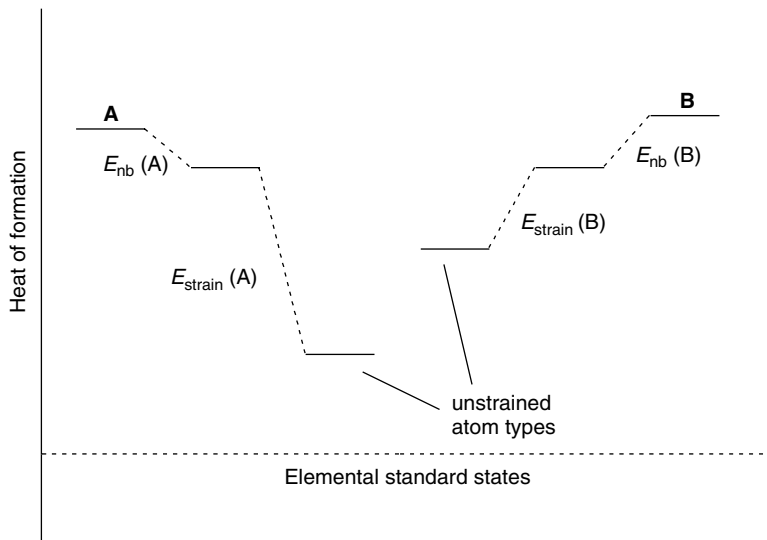 A
B
E_nb (A)
E_nb (B)
E_strain (B)
E_strain (A)
unstrained
atom types
Elemental standard states
Heat of formation